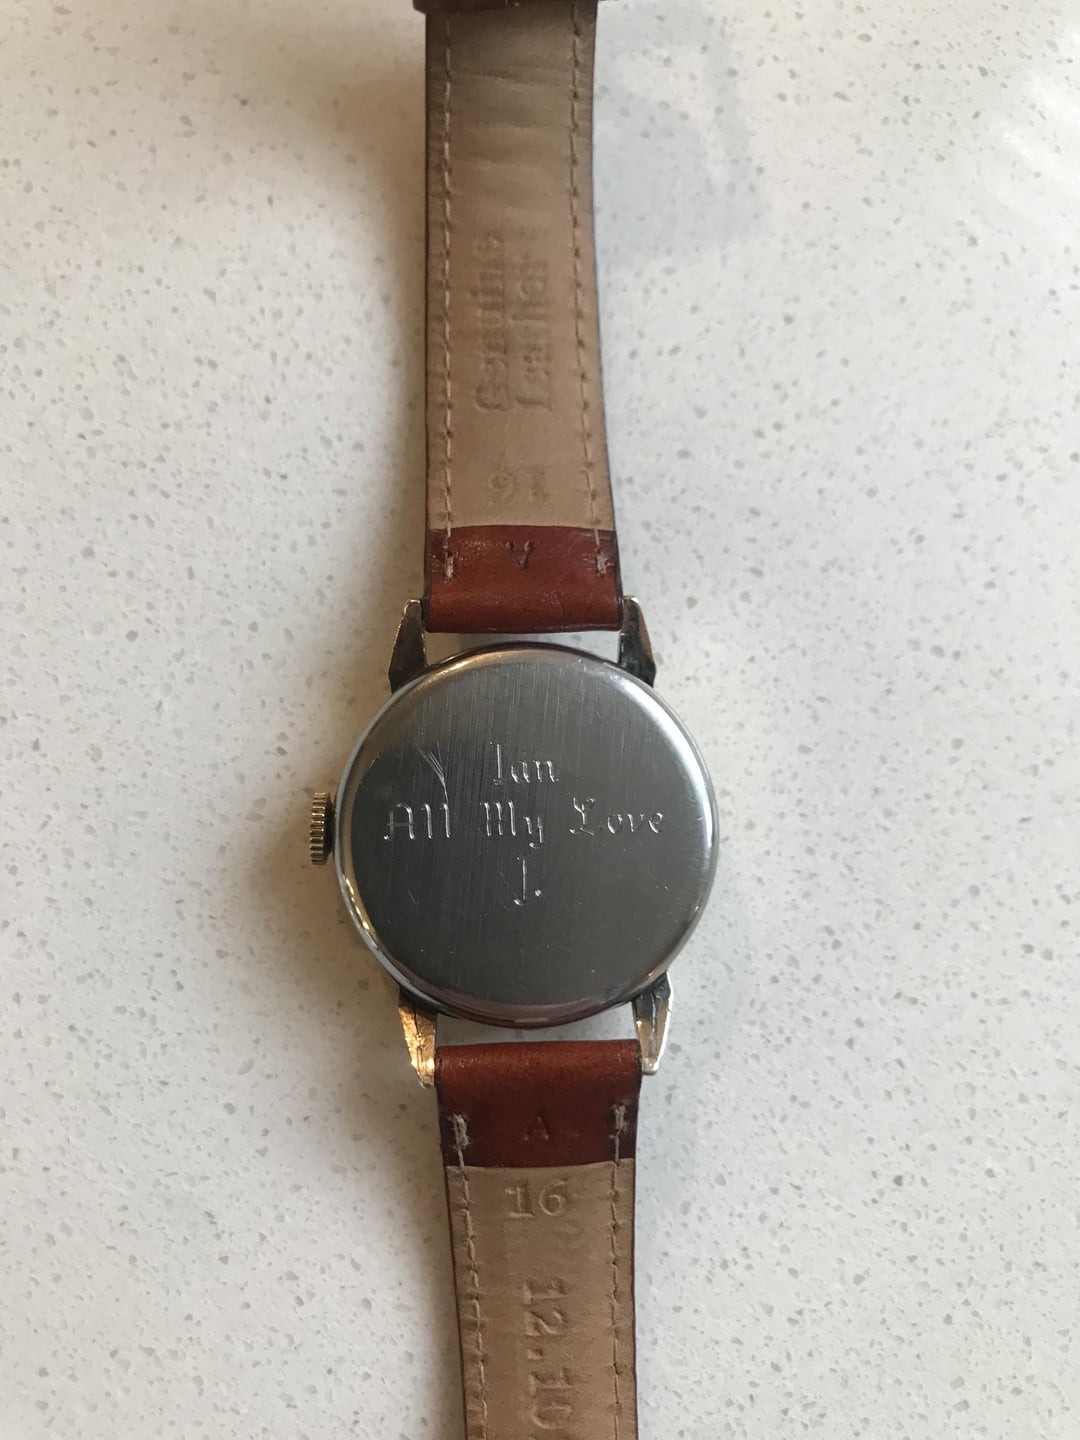 Genuine
Leather
16
A
Ian
All My Love
J.
A
16
12.10